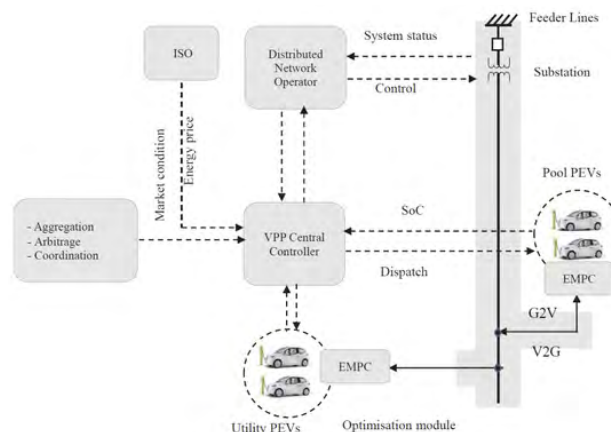 Feeder Lines
ISO
Distributed
Network
Operator
System status
Control
Substation
Market condition
Energy price
Pool PEVs
- Aggregation
- Arbitrage
- Coordination
VPP Central
Controller
SoC
Dispatch
EMPC
G2V
V2G
EMPC
Utility PEVs
Optimisation module